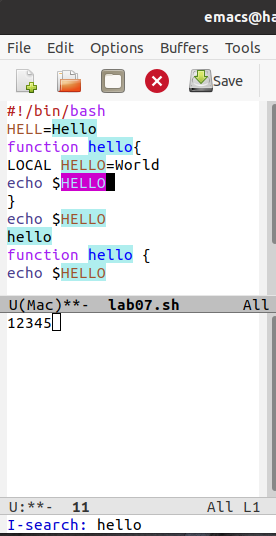 emacs@ha
File Edit Options Buffers Tools
Save
#!/bin/bash
HELL=Hello
function hello{
LOCAL HELLO=World
echo $HELLO
}
echo $HELLO
hello
function hello {
echo $HELLO
U(Mac)**- lab07.sh All
12345
U:**- 11 All L1
I-search: hello